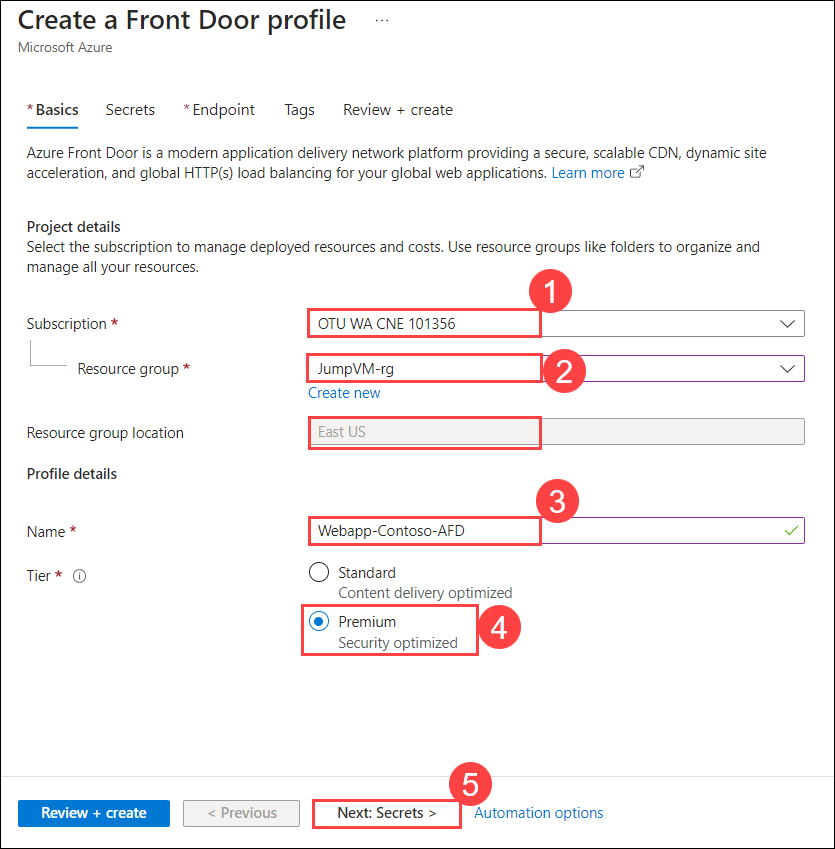 Create a Front Door profile ...
Microsoft Azure
* Basics Secrets * Endpoint Tags Review + create
Azure Front Door is a modern application delivery network platform providing a secure, scalable CDN, dynamic site
acceleration, and global HTTP(s) load balancing for your global web applications. Learn more
Project details
Select the subscription to manage deployed resources and costs. Use resource groups like folders to organize and
manage all your resources.
1
Subscription * OTU WA CNE 101356
Resource group * JumpVM-rg 2
Create new
Resource group location East US
Profile details
3
Name * Webapp-Contoso-AFD
Tier * Standard
Content delivery optimized
Premium 4
Security optimized
5
Review + create < Previous Next: Secrets > Automation options